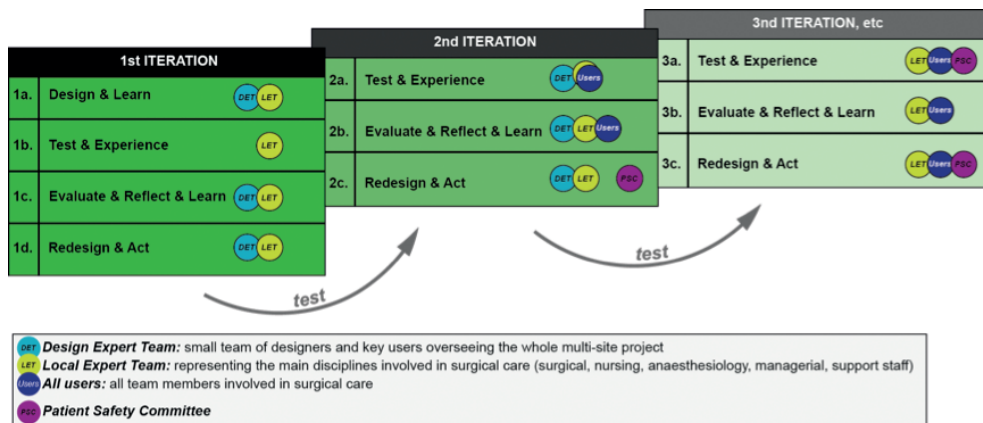 1st ITERATION
1a. Design & Learn DET LET
1b. Test & Experience LET
1c. Evaluate & Reflect & Learn DET LET
1d. Redesign & Act DET LET
2nd ITERATION
2a. Test & Experience DET Users
2b. Evaluate & Reflect & Learn DET LET Users
2c. Redesign & Act DET LET PSC
3nd ITERATION, etc
3a. Test & Experience LET Users PSC
3b. Evaluate & Reflect & Learn LET Users
3c. Redesign & Act LET Users PSC
test
test
DET Design Expert Team: small team of designers and key users overseeing the whole multi-site project
LET Local Expert Team: representing the main disciplines involved in surgical care (surgical, nursing, anaesthesiology, managerial, support staff)
Users All users: all team members involved in surgical care
PSC Patient Safety Committee